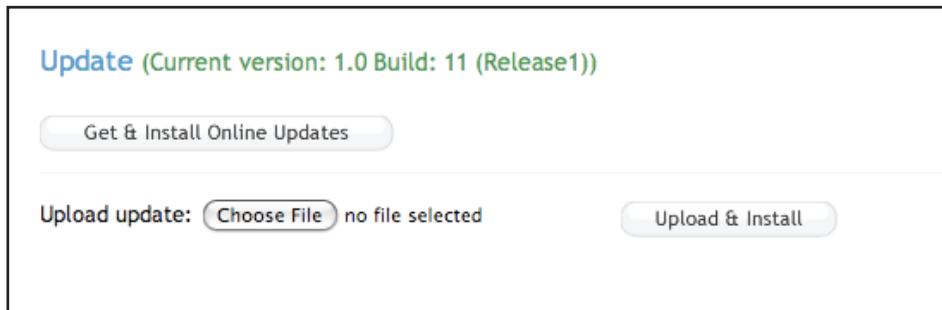 Update (Current version: 1.0 Build: 11 (Release1))
Get & Install Online Updates
Upload update: Choose File no file selected Upload & Install